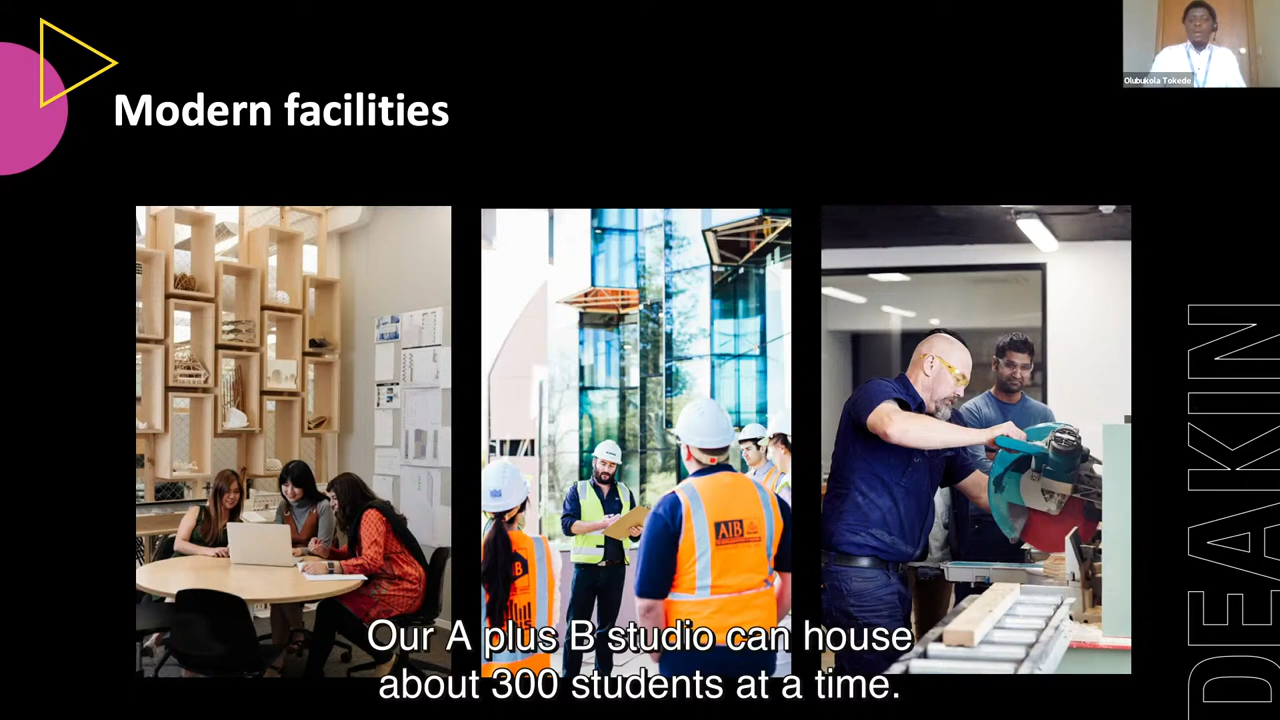 Olubukola Tokede
Modern facilities
AIB
DEAKIN
Our A plus B studio can house
about 300 students at a time.